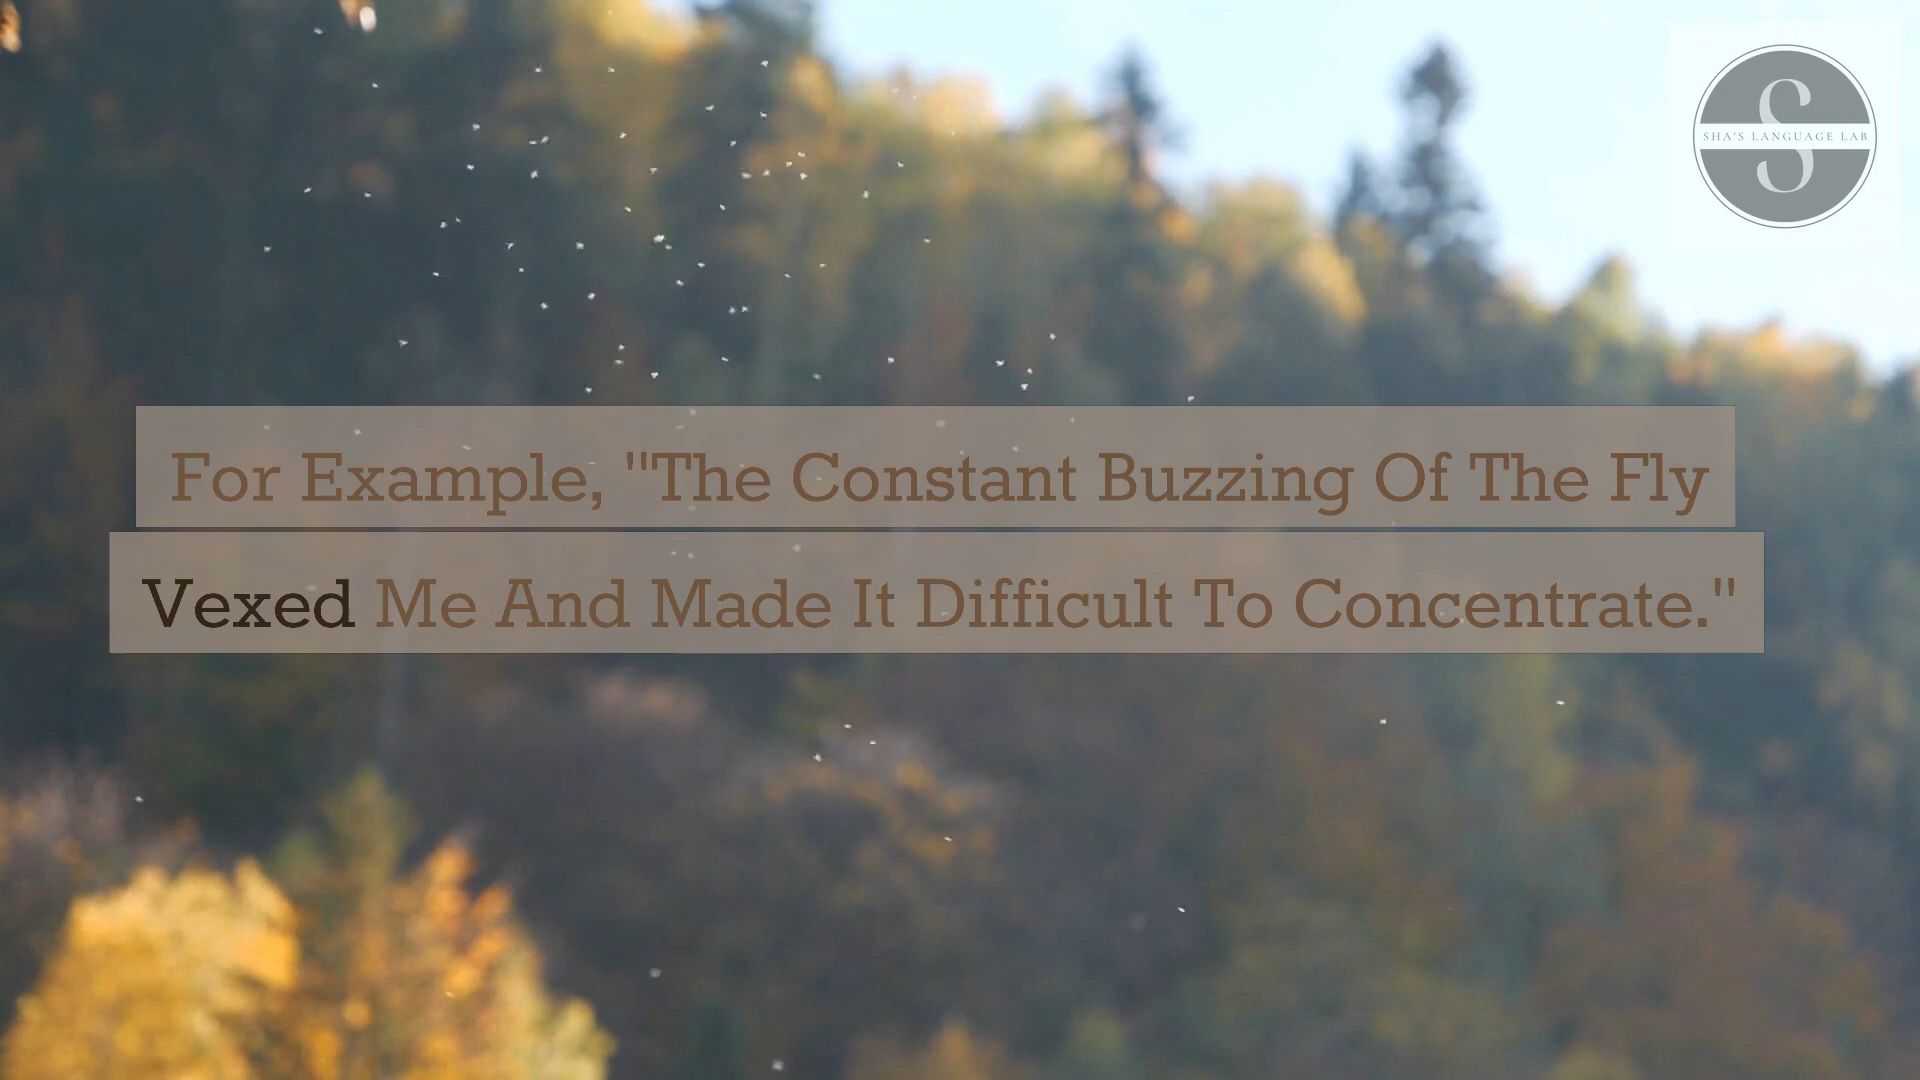 SHA'S LANGUAGE LAB
For Example, "The Constant Buzzing Of The Fly
Vexed Me And Made It Difficult To Concentrate."